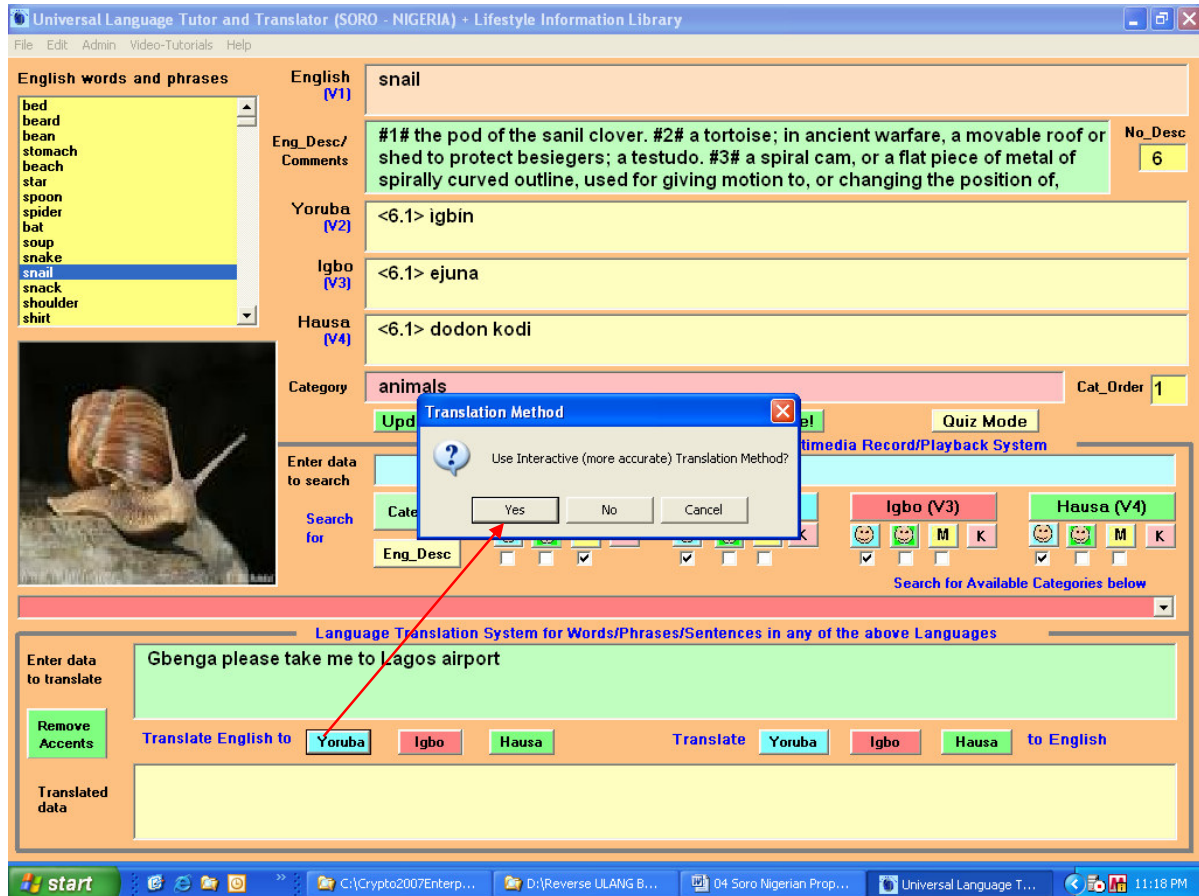 Universal Language Tutor and Translator (SORO - NIGERIA) + Lifestyle Information Library
File Edit Admin Video-Tutorials Help
English words and phrases
bed
beard
bean
stomach
beach
star
spoon
spider
bat
soup
snake
snail
snack
shoulder
shirt
English
(V1)
snail
Eng_Desc/
Comments
#1# the pod of the sanil clover. #2# a tortoise; in ancient warfare, a movable roof or
shed to protect besiegers; a testudo. #3# a spiral cam, or a flat piece of metal of
spirally curved outline, used for giving motion to, or changing the position of,
No_Desc
6
Yoruba
(V2)
<6.1> ìgbín
Igbo
(V3)
<6.1> ejuna
Hausa
(V4)
<6.1> dodon kodi
Category
animals
Cat_Order 1
Upd
e!
Quiz Mode
Translation Method
Use Interactive (more accurate) Translation Method?
Yes No Cancel
timedia Record/Playback System
Enter data
to search
Search
for
Cate
Eng_Desc
K
Igbo (V3)
M K
Hausa (V4)
M K
Search for Available Categories below
Language Translation System for Words/Phrases/Sentences in any of the above Languages
Enter data
to translate
Gbenga please take me to Lagos airport
Remove
Accents
Translate English to Yoruba Igbo Hausa
Translate Yoruba Igbo Hausa to English
Translated
data
start
C:\Crypto2007Enterp...
D:\Reverse ULANG B...
04 Soro Nigerian Prop...
Universal Language T...
11:18 PM